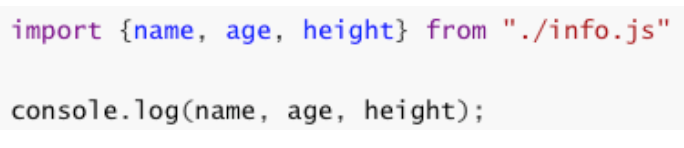 import {name, age, height} from "./info.js"
console.log(name, age, height);